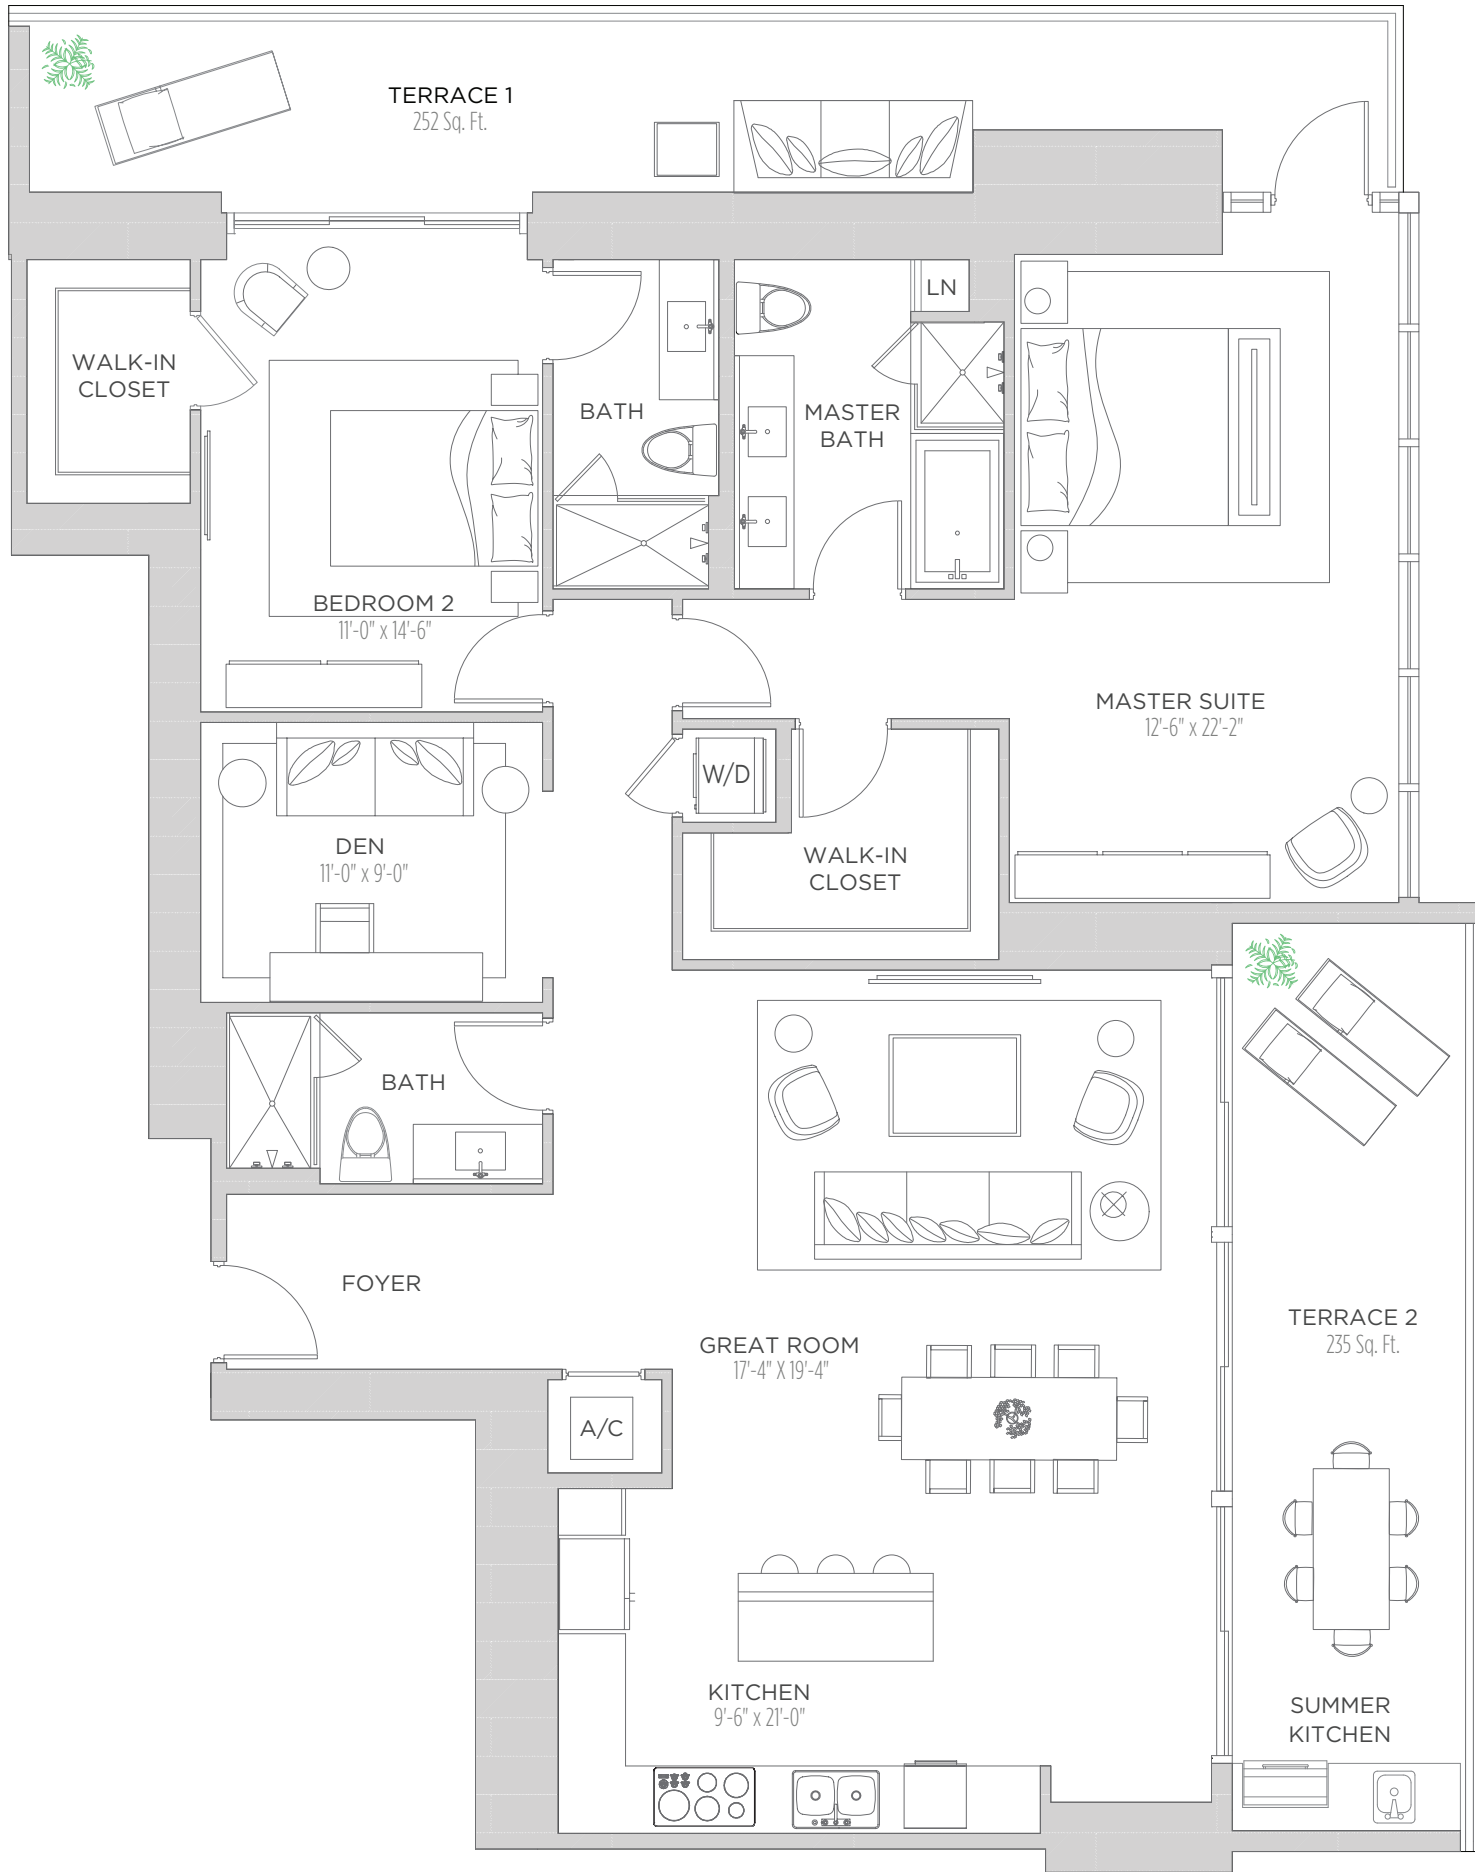 TERRACE 1
252 Sq. Ft.
LN
WALK-IN
CLOSET
BATH
MASTER
BATH
BEDROOM 2
11'-0" x 14'-6"
MASTER SUITE
12'-6" x 22'-2"
W/D
DEN
11'-0" x 9'-0"
WALK-IN
CLOSET
BATH
FOYER
GREAT ROOM
17'-4" X 19'-4"
TERRACE 2
235 Sq. Ft.
A/C
KITCHEN
9'-6" x 21'-0"
SUMMER
KITCHEN